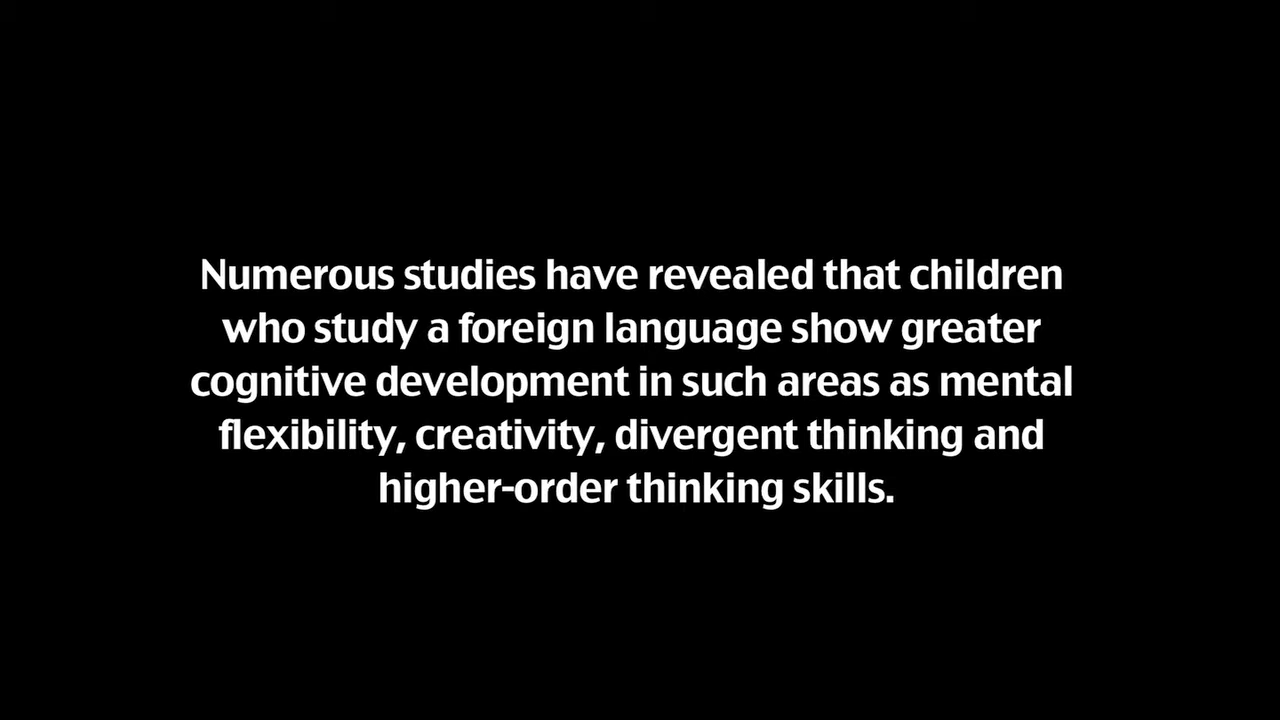 Numerous studies have revealed that children
who study a foreign language show greater
cognitive development in such areas as mental
flexibility, creativity, divergent thinking and
higher-order thinking skills.